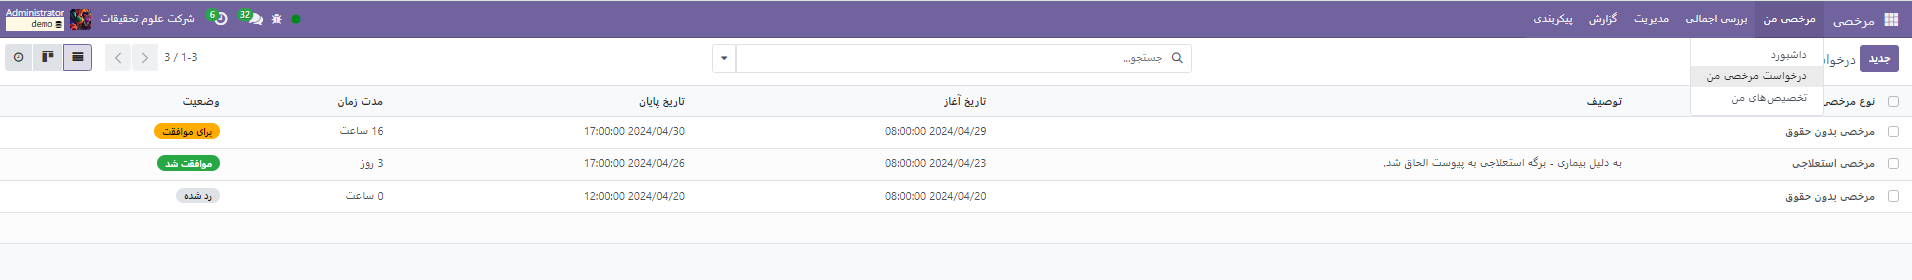 مرخصی مرخصی من بررسی اجمالی مدیریت گزارش پیکربندی 32 6 شرکت علوم تحقیقات Administrator
demo
جدید درخوا جستجو... 1-3 / 3
داشبورد
درخواست مرخصی من
تخصیص‌های من
نوع مرخصی توصیف تاریخ آغاز تاریخ پایان مدت زمان وضعیت
مرخصی بدون حقوق 2024/04/29 08:00:00 2024/04/30 17:00:00 16 ساعت برای موافقت
مرخصی استعلاجی به دلیل بیماری - برگه استعلاجی به پیوست الحاق شد. 2024/04/23 08:00:00 2024/04/26 17:00:00 3 روز موافقت شد
مرخصی بدون حقوق 2024/04/20 08:00:00 2024/04/20 12:00:00 0 ساعت رد شده